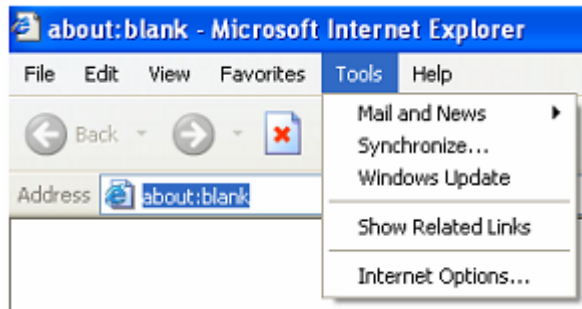 about:blank - Microsoft Internet Explorer
File Edit View Favorites Tools Help
Mail and News
Back
Synchronize...
Windows Update
Address about:blank
Show Related Links
Internet Options...